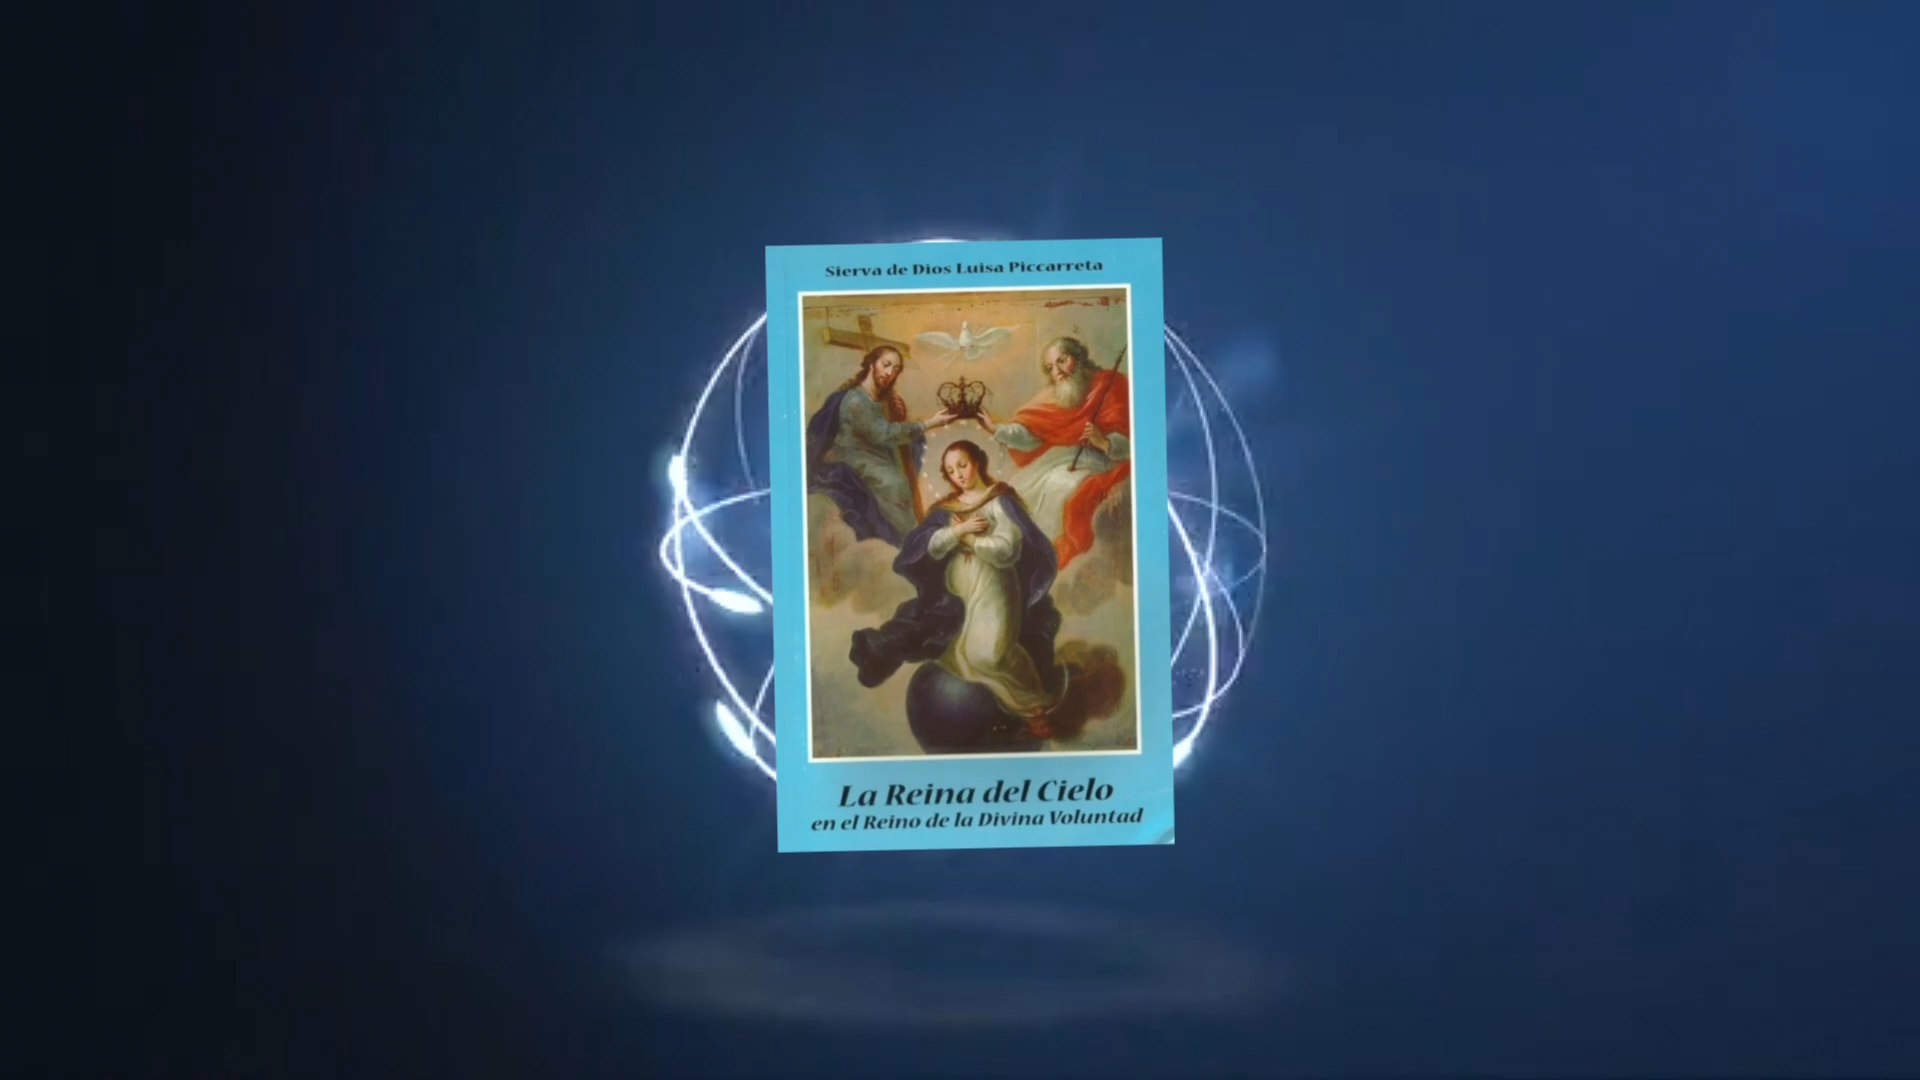 Sierva de Dios Luisa Piccarreta
La Reina del Cielo
en el Reino de la Divina Voluntad